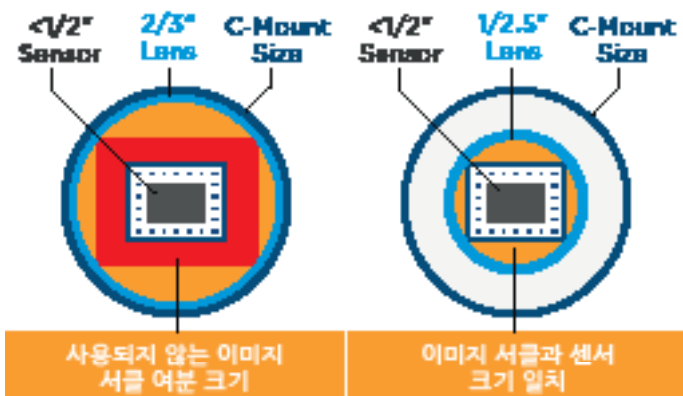 <1/2" Sensor
2/3" Lens
C-Mount Size
<1/2" Sensor
1/2.5" Lens
C-Mount Size
사용되지 않는 이미지
서클 여분 크기
이미지 서클과 센서
크기 일치